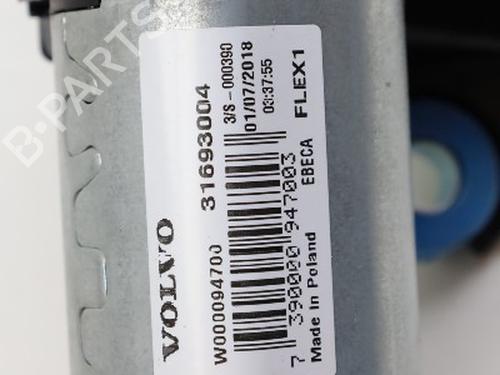 VOLVO
31693004
3/S - 000390
01/07/2018
03:37:55
FLEX1
W000094700
EBECA
7 390000 947003
Made in Poland
B-PARTS